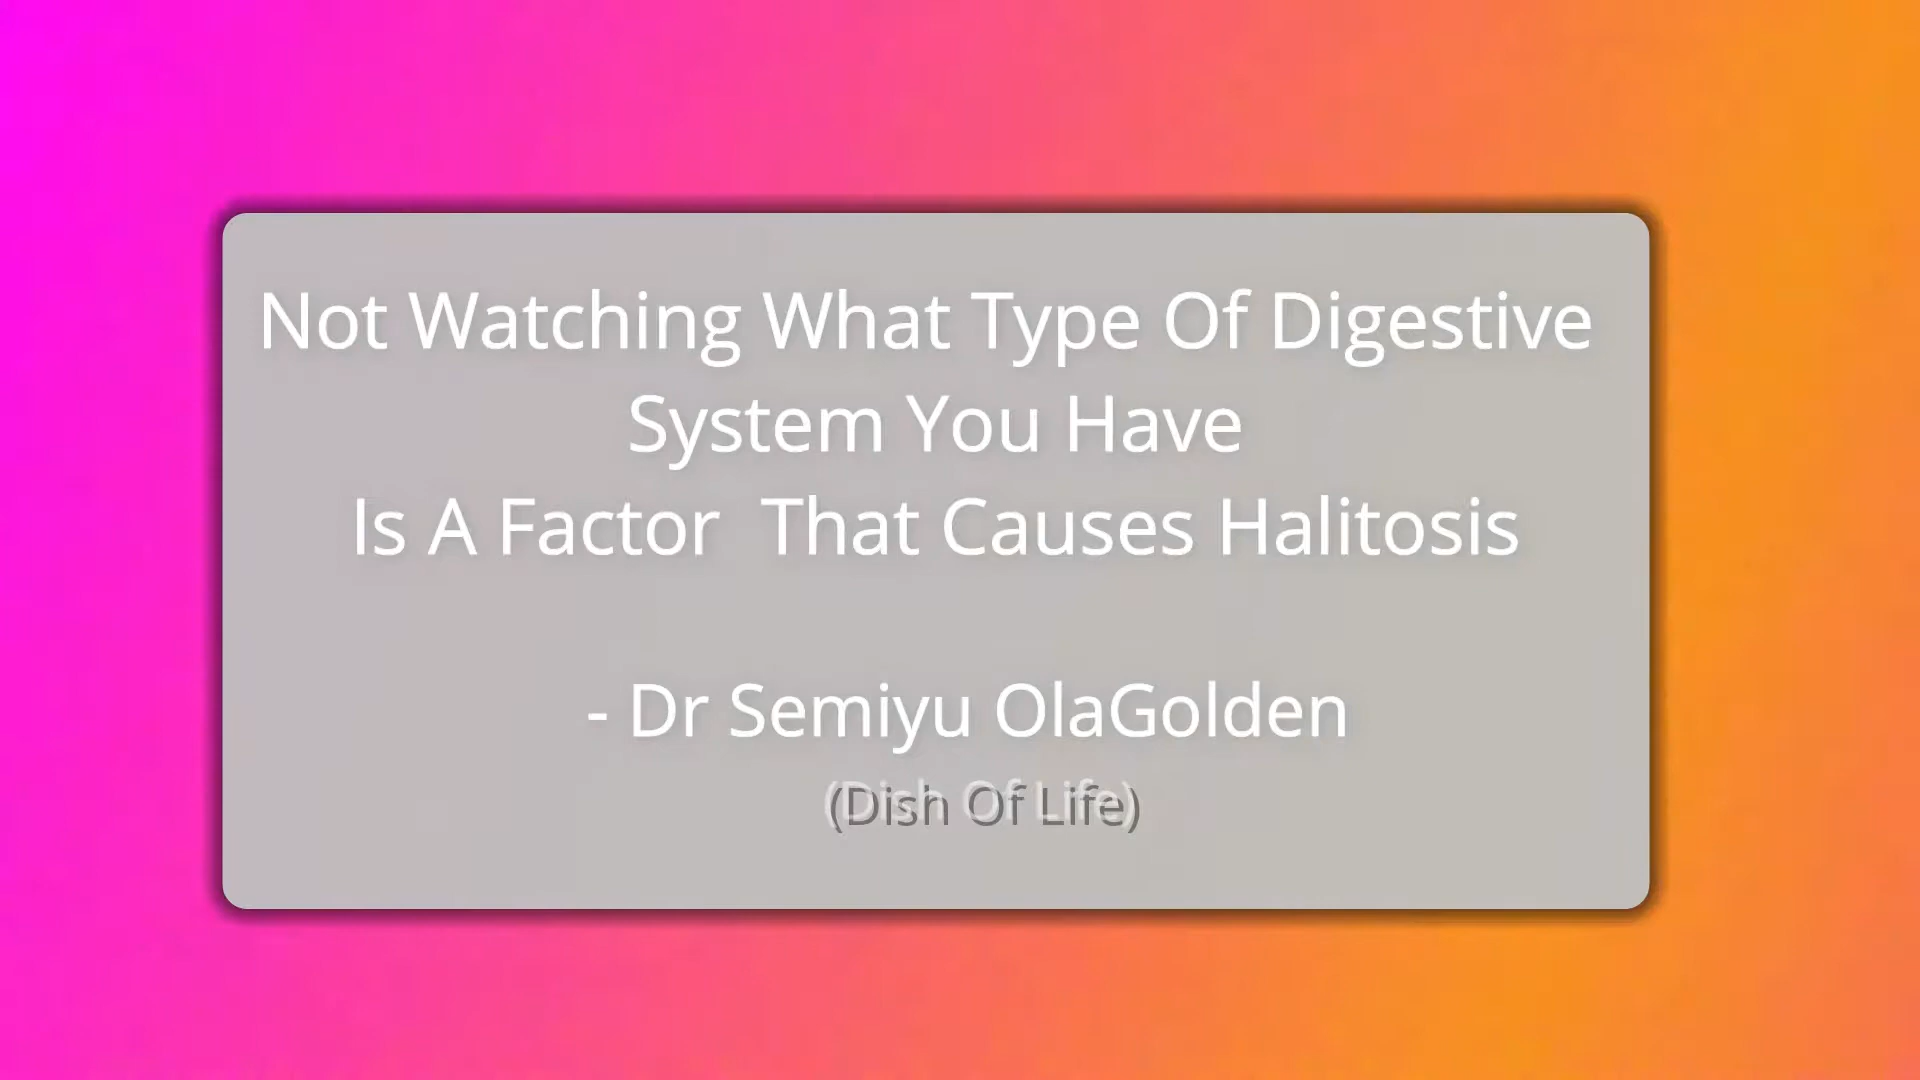 Not Watching What Type Of Digestive
System You Have
Is A Factor  That Causes Halitosis
- Dr Semiyu OlaGolden
(Dish Of Life)